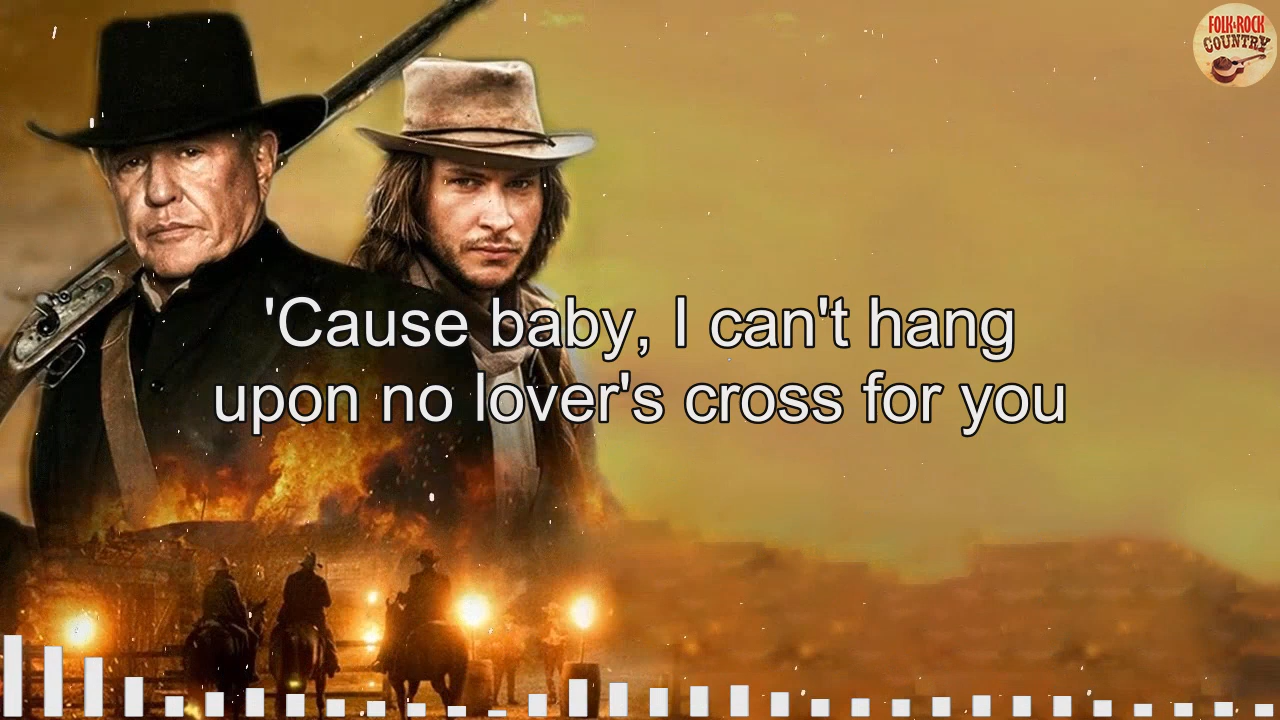 FOLK & ROCK
COUNTRY
'Cause baby, I can't hang
upon no lover's cross for you